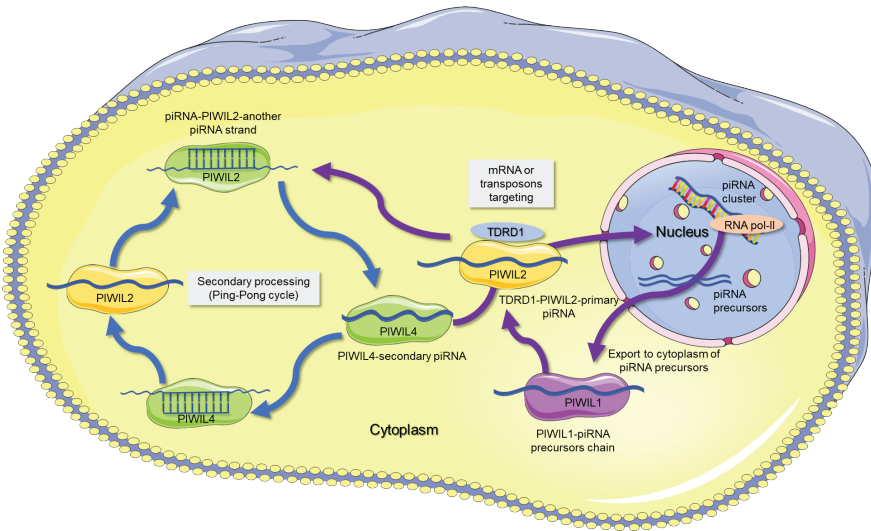 piRNA-PIWIL2-another
piRNA strand
PIWIL2
mRNA or
transposons
targeting
piRNA
cluster
RNA pol-II
Nucleus
TDRD1
PIWIL2
Secondary processing
(Ping-Pong cycle)
PIWIL2
TDRD1-PIWIL2-primary
piRNA
piRNA
precursors
PIWIL4
PIWIL4-secondary piRNA
Export to cytoplasm of
piRNA precursors
PIWIL4
PIWIL1
Cytoplasm
PIWIL1-piRNA
precursors chain